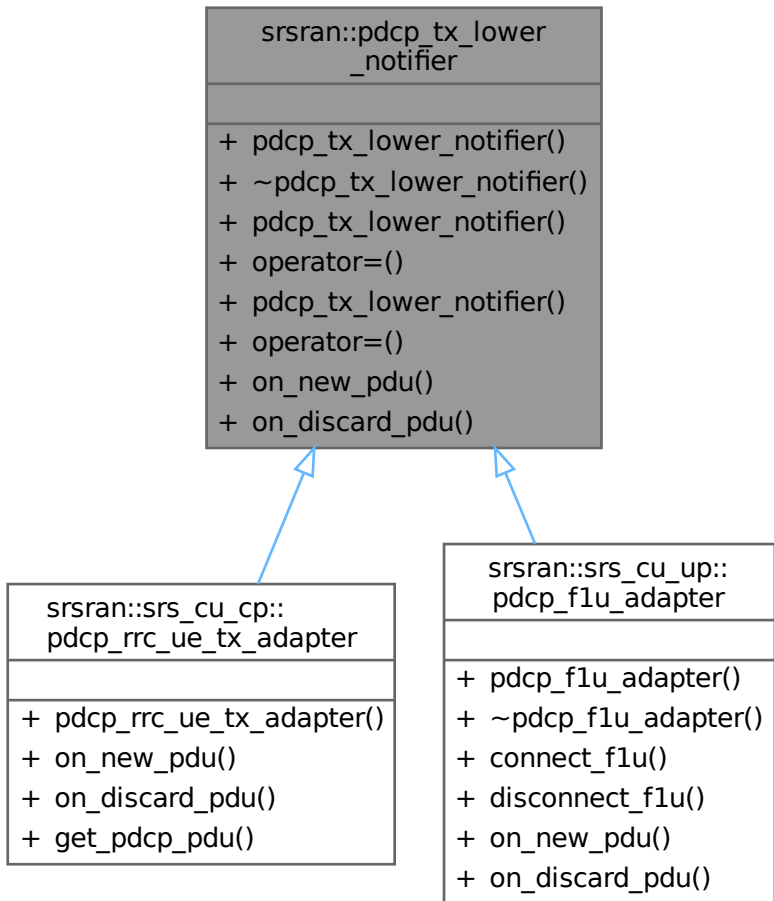 srsran::pdcp_tx_lower
_notifier
+ pdcp_tx_lower_notifier()
+ ~pdcp_tx_lower_notifier()
+ pdcp_tx_lower_notifier()
+ operator=()
+ pdcp_tx_lower_notifier()
+ operator=()
+ on_new_pdu()
+ on_discard_pdu()
srsran::srs_cu_cp::
pdcp_rrc_ue_tx_adapter
+ pdcp_rrc_ue_tx_adapter()
+ on_new_pdu()
+ on_discard_pdu()
+ get_pdcp_pdu()
srsran::srs_cu_up::
pdcp_f1u_adapter
+ pdcp_f1u_adapter()
+ ~pdcp_f1u_adapter()
+ connect_f1u()
+ disconnect_f1u()
+ on_new_pdu()
+ on_discard_pdu()